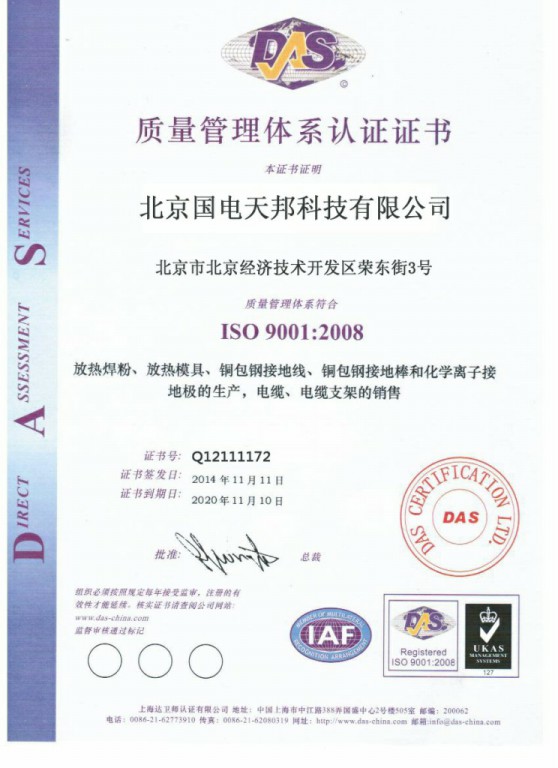 DAS
©
质量管理体系认证证书
本证书证明
北京国电天邦科技有限公司
北京市北京经济技术开发区荣东街3号
质量管理体系符合
ISO 9001:2008
放热焊粉、放热模具、铜包钢接地线、铜包钢接地棒和化学离子接
地极的生产，电缆、电缆支架的销售
证书号: Q12111172
证书签发日: 2014 年 11 月 11 日
证书到期日: 2020 年 11 月 10 日
DAS CERTIFICATION LTD.
DAS
批准:
总裁
组织必须按照规定每年接受监审，注册的有
效性才能延续。核实证书请查阅公司网站:
www.das-china.com
监督审核通过标记
MEMBER OF MULTILATERAL
IAF
RECOGNITION ARRANGEMENT
DAS
Registered
ISO 9001:2008
UKAS
MANAGEMENT
SYSTEMS
127
上海达卫师认证有限公司 地址: 中国上海市中江路388弄国盛中心2号楼505室 邮编: 200062
电话: 0086-21-62773910 传真: 0086-21-62080319 网址: http://www.das-china.com 邮箱:info@das-china.com
DIRECT ASSESSMENT SERVICES